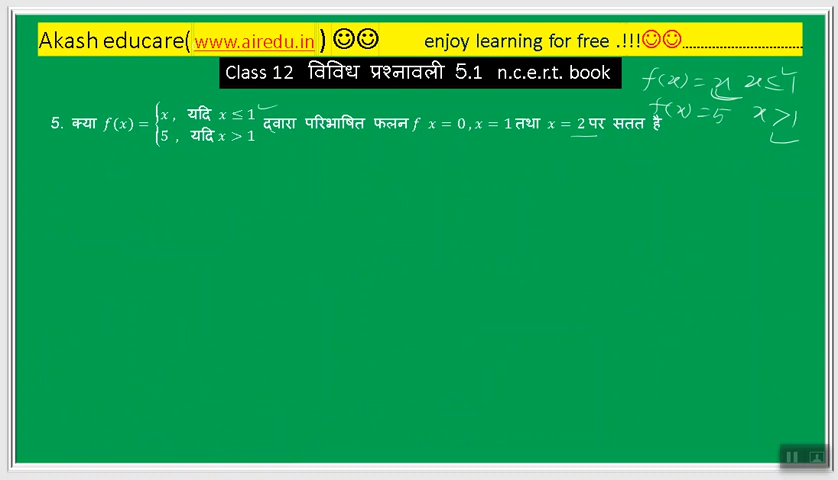 Akash educare( www.airedu.in ) ☺☺ enjoy learning for free .!!!☺☺................................
Class 12 विविध प्रश्नावली 5.1 n.c.e.r.t. book
f(x) = x x ≤ 1
f(x) = 5 x > 1
5. क्या f(x) = { x , यदि x ≤ 1
5 , यदि x > 1 द्वारा परिभाषित फलन f x = 0, x = 1 तथा x = 2 पर सतत है